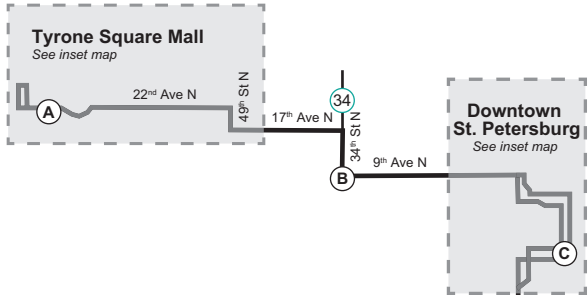 Tyrone Square Mall
See inset map
A
22nd Ave N
49th St N
17th Ave N
34
34th St N
B
9th Ave N
Downtown
St. Petersburg
See inset map
C